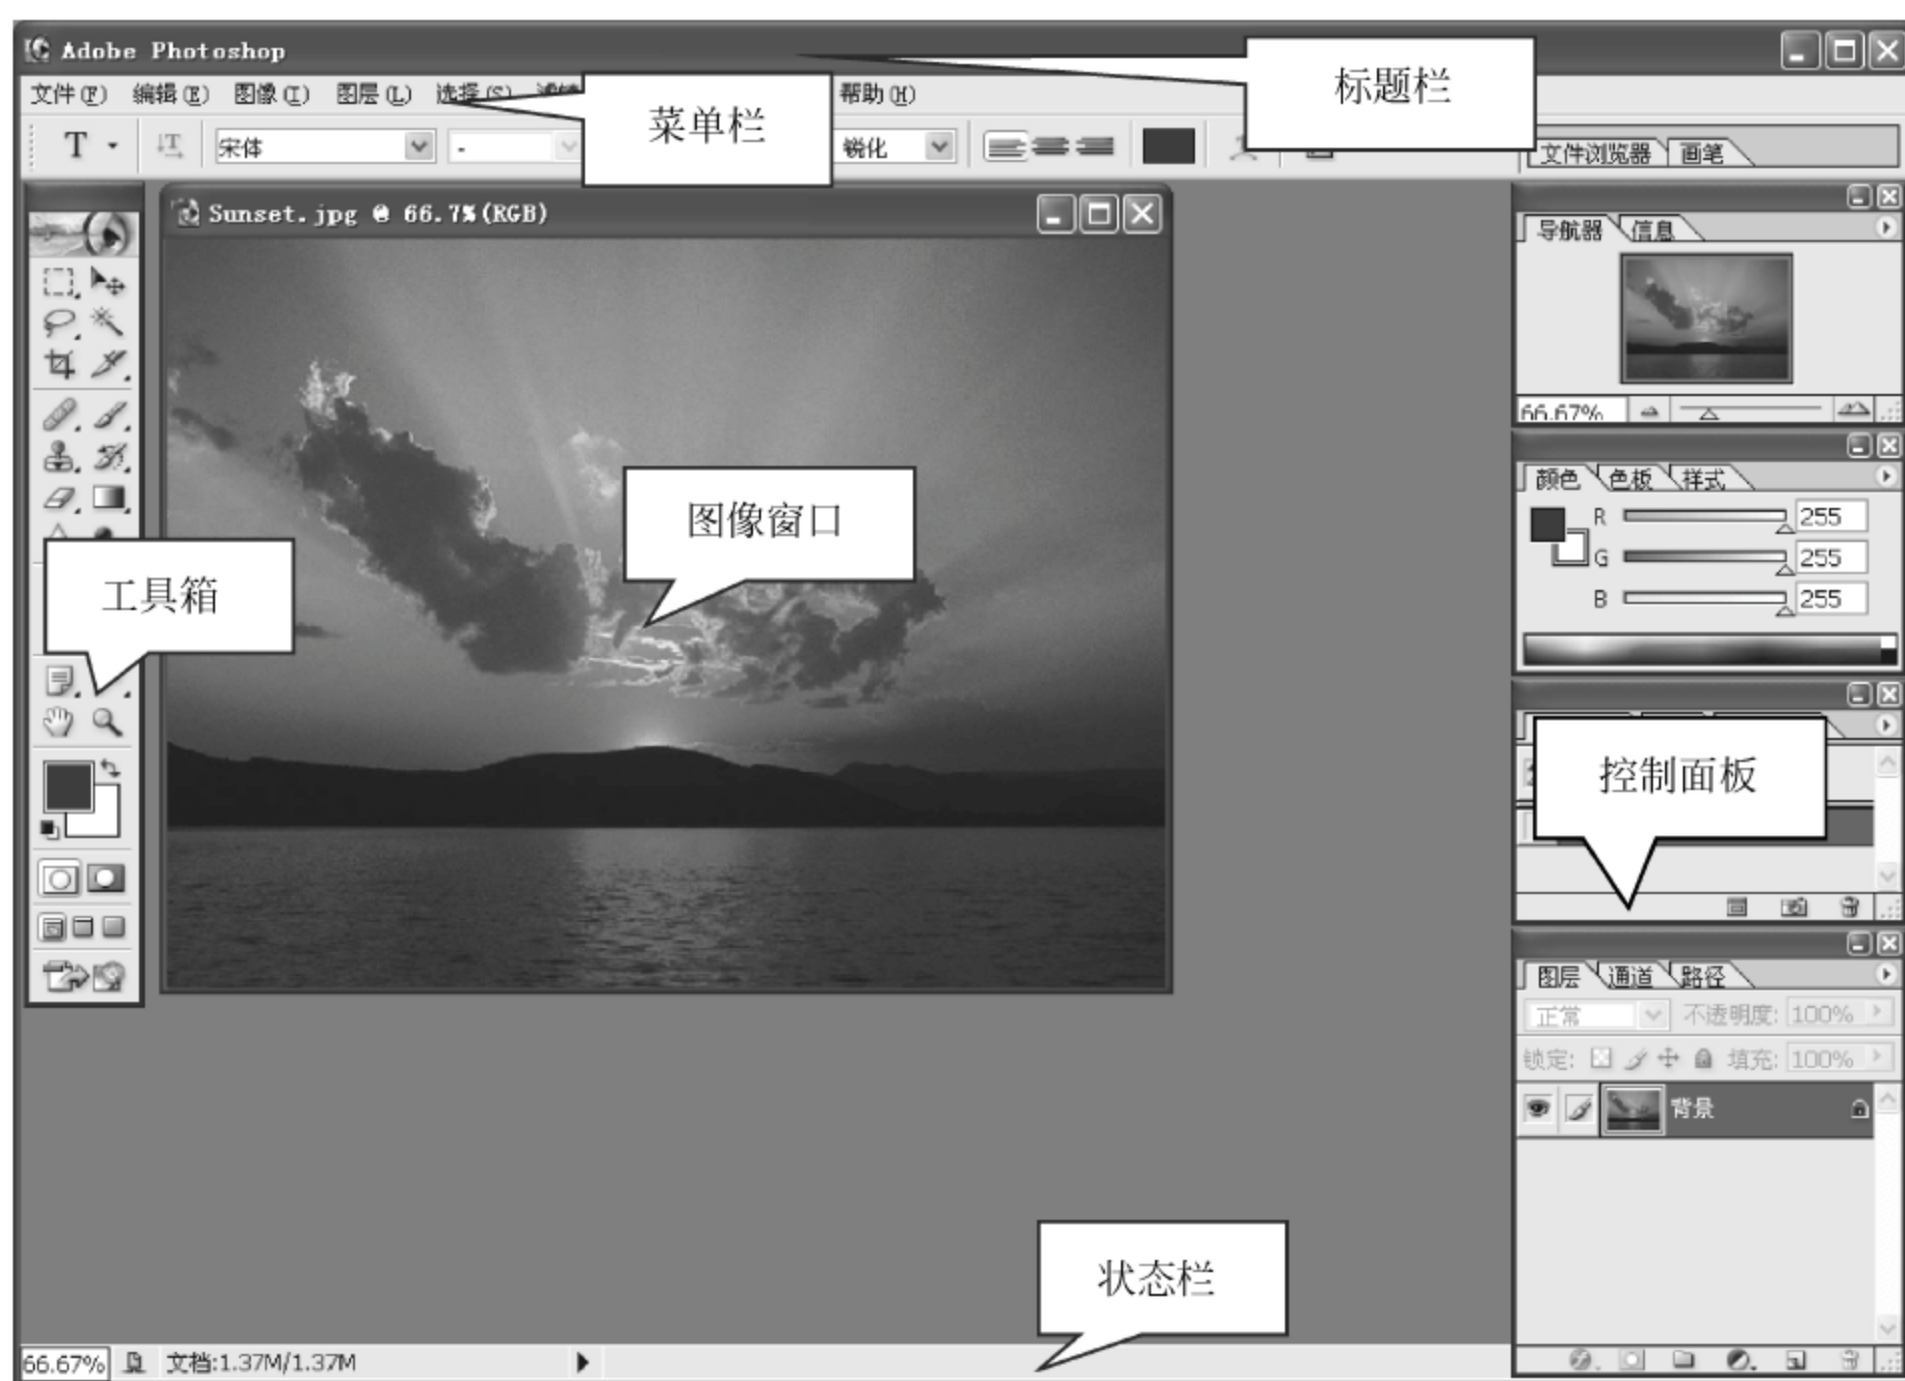 Adobe Photoshop
标题栏
文件(F) 编辑(E) 图像(I) 图层(L) 选择(S) 帮助(H)
菜单栏
T 宋体 - 锐化
文件浏览器 画笔
Sunset.jpg @ 66.7%(RGB)
导航器 信息
66.67%
颜色 色板 样式
R 255
G 255
B 255
图像窗口
工具箱
控制面板
图层 通道 路径
正常 不透明度: 100%
锁定: 填充: 100%
背景
状态栏
66.67% 文档:1.37M/1.37M